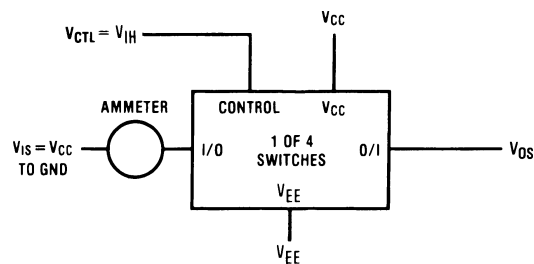 VCC
VCTL = VIH
AMMETER
CONTROL
VCC
VIS = VCC
TO GND
I/O
1 OF 4
SWITCHES
O/I
VOS
VEE
VEE